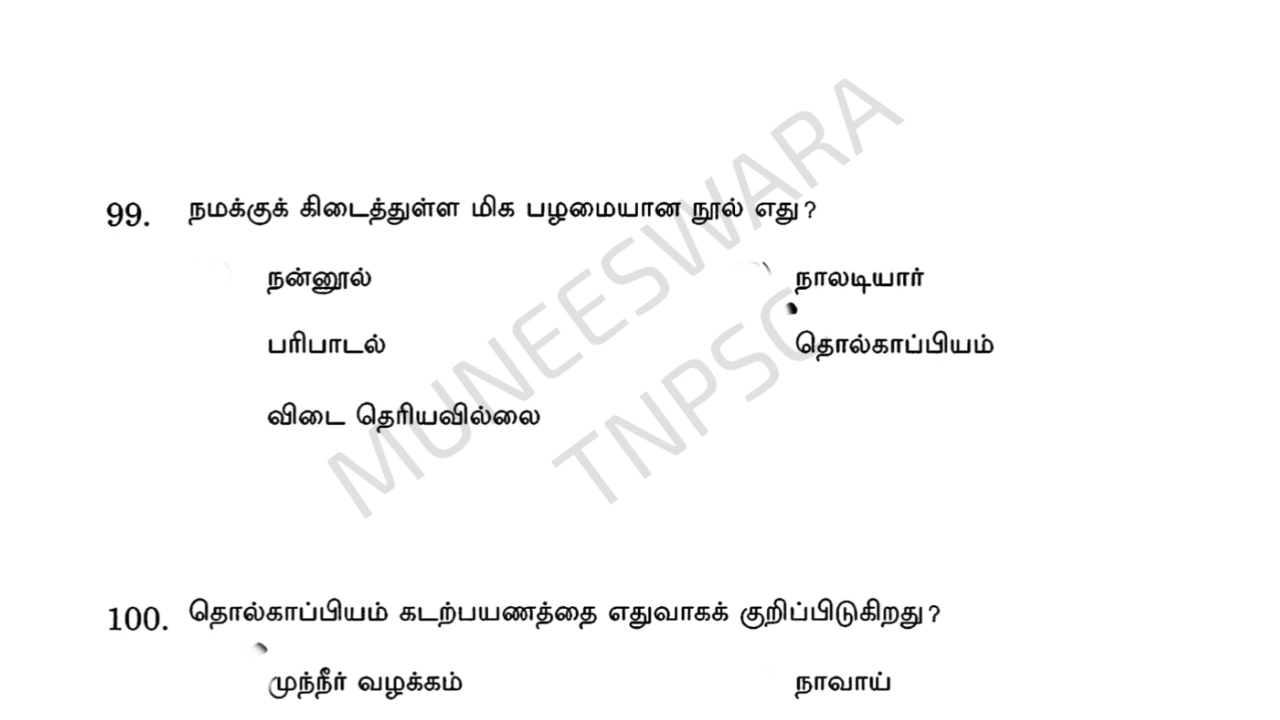 99. நமக்குக் கிடைத்துள்ள மிக பழமையான நூல் எது?
நன்னூல் நாலடியார்
பரிபாடல் தொல்காப்பியம்
விடை தெரியவில்லை
MUNEESWARA
TNPSC
100. தொல்காப்பியம் கடற்பயணத்தை எதுவாகக் குறிப்பிடுகிறது?
முந்நீர் வழக்கம் நாவாய்